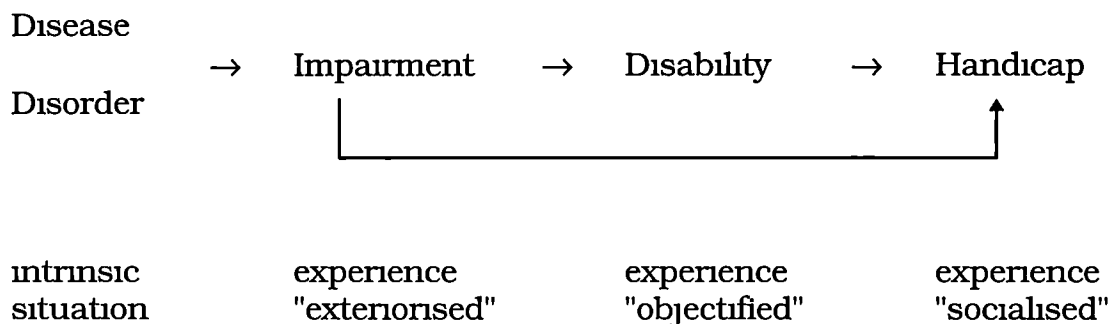 Disease
→ Impairment → Disability → Handicap
Disorder
intrinsic experience experience experience
situation "exteriorised" "objectified" "socialised"